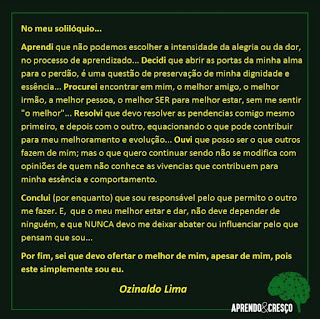 No meu solilóquio...
Aprendi que não podemos escolher a intensidade da alegria ou da dor,
no processo de aprendizado... Decidi que abrir as portas da minha alma
para o perdão, é uma questão de preservação de minha dignidade e
essência... Procurei encontrar em mim, o melhor amigo, o melhor
irmão, a melhor pessoa, o melhor SER para melhor estar, sem me sentir
"o melhor"... Resolvi que devo resolver as pendencias comigo mesmo
primeiro, e depois com o outro, equacionando o que pode contribuir
para meu melhoramento e evolução... Ouvi que posso ser o que outros
fazem de mim; mas o que quero continuar sendo não se modifica com
opiniões de quem não conhece as vivencias que contribuem para
minha essência e comportamento.
Conclui (por enquanto) que sou responsável pelo que permito o outro
me fazer. E, que o meu melhor estar e dar, não deve depender de
ninguém, e que NUNCA devo me deixar abater ou influenciar pelo que
pensam que sou...
Por fim, sei que devo ofertar o melhor de mim, apesar de mim, pois
este simplesmente sou eu.
Ozinaldo Lima
APRENDO&CRESÇO